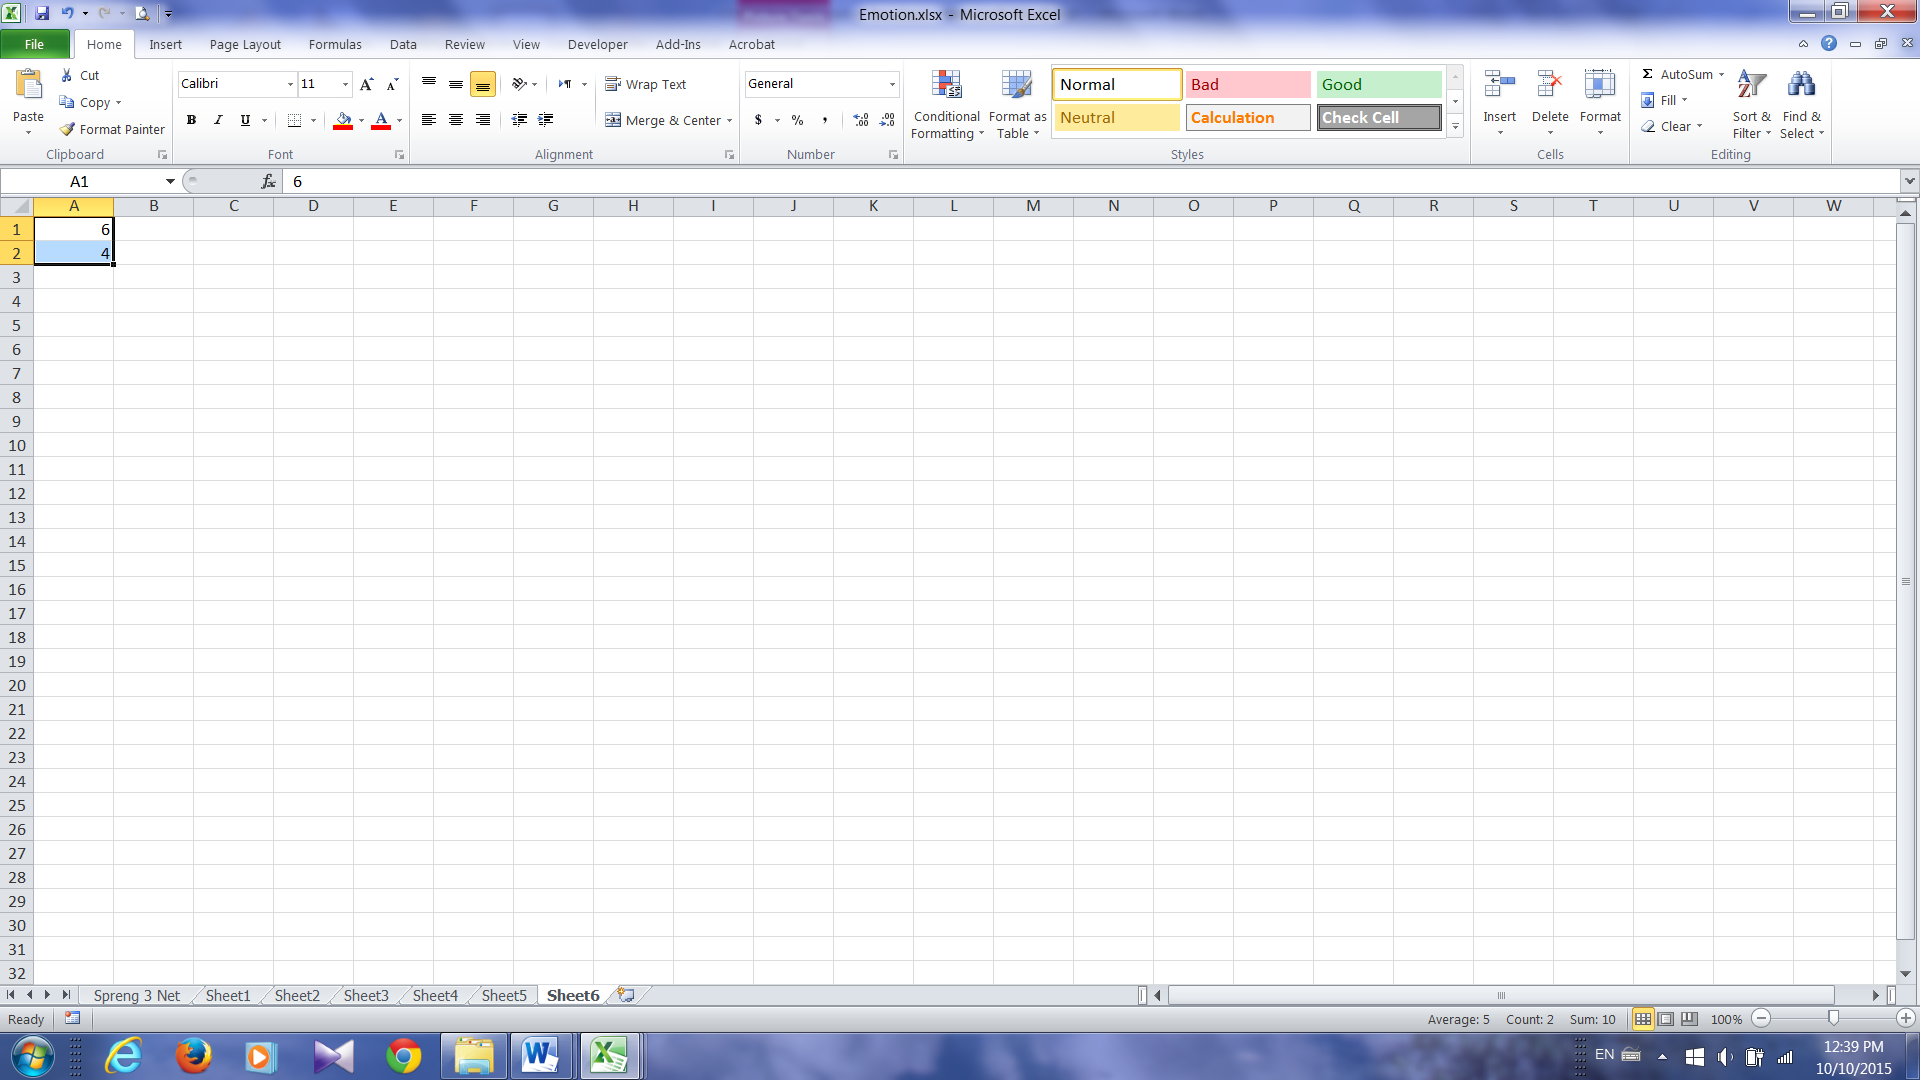 Emotion.xlsx - Microsoft Excel
File Home Insert Page Layout Formulas Data Review View Developer Add-Ins Acrobat
Paste
Cut
Copy
Format Painter
Clipboard
Calibri 11
B I U
Font
Wrap Text
Merge & Center
Alignment
General
$ % ,
Number
Conditional Formatting
Format as Table
Normal Bad Good
Neutral Calculation Check Cell
Styles
Insert Delete Format
Cells
Σ AutoSum
Fill
Clear
Sort & Filter
Find & Select
Editing
A1 fx 6
A B C D E F G H I J K L M N O P Q R S T U V W
1 6
2 4
3
4
5
6
7
8
9
10
11
12
13
14
15
16
17
18
19
20
21
22
23
24
25
26
27
28
29
30
31
32
Spreng 3 Net Sheet1 Sheet2 Sheet3 Sheet4 Sheet5 Sheet6
Ready Average: 5 Count: 2 Sum: 10 100%
EN 12:39 PM
10/10/2015